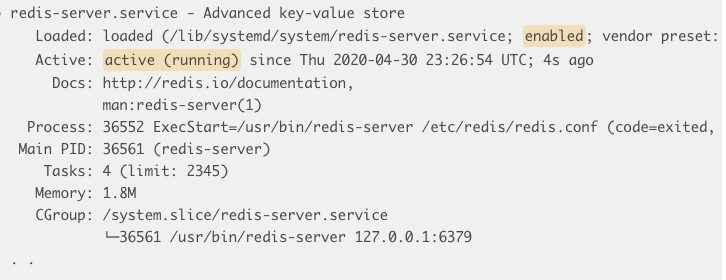 redis-server.service - Advanced key-value store
Loaded: loaded (/lib/systemd/system/redis-server.service; enabled; vendor preset:
Active: active (running) since Thu 2020-04-30 23:26:54 UTC; 4s ago
Docs: http://redis.io/documentation,
man:redis-server(1)
Process: 36552 ExecStart=/usr/bin/redis-server /etc/redis/redis.conf (code=exited,
Main PID: 36561 (redis-server)
Tasks: 4 (limit: 2345)
Memory: 1.8M
CGroup: /system.slice/redis-server.service
└─36561 /usr/bin/redis-server 127.0.0.1:6379
. .